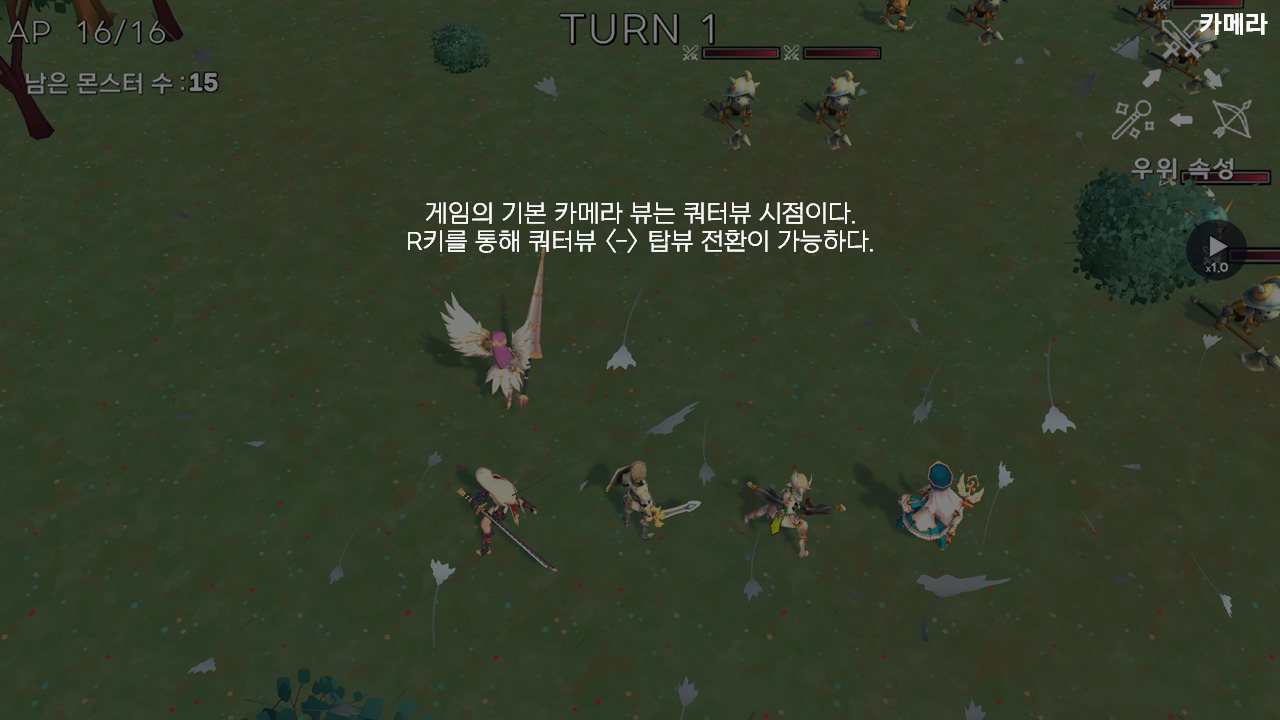 AP 16/16
TURN 1
카메라
남은 몬스터 수 :15
우위 속성
게임의 기본 카메라 뷰는 쿼터뷰 시점이다.
R키를 통해 쿼터뷰 <-> 탑뷰 전환이 가능하다.
x1.0